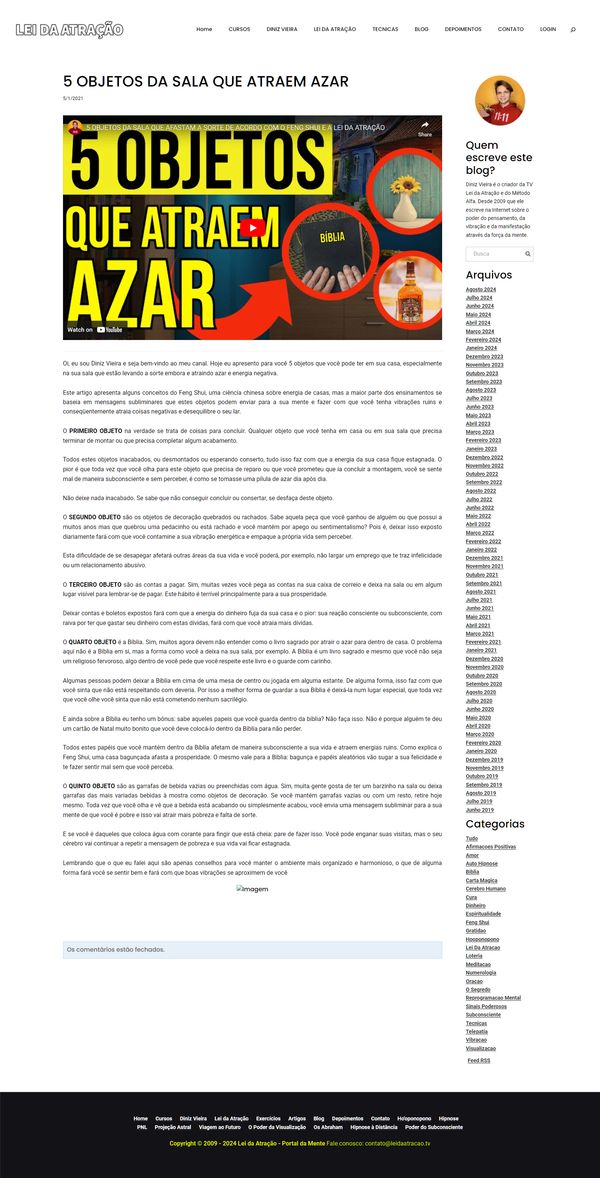 LEI DA ATRAÇÃO
Home CURSOS DINIZ VIEIRA LEI DA ATRAÇÃO TECNICAS BLOG DEPOIMENTOS CONTATO LOGIN
5 OBJETOS DA SALA QUE ATRAEM AZAR
5/1/2021
5 OBJETOS DA SALA QUE AFASTAM A SORTE DE ACORDO COM O FENG SHUI E A LEI DA ATRAÇÃO
Share
5 OBJETOS
QUE ATRAEM
AZAR
BÍBLIA
Watch on YouTube
11:11
Oi, eu sou Diniz Vieira e seja bem-vindo ao meu canal. Hoje eu apresento para você 5 objetos que você pode ter em sua casa, especialmente
na sua sala que estão levando a sorte embora e atraindo azar e energia negativa.
Este artigo apresenta alguns conceitos do Feng Shui, uma ciência chinesa sobre energia de casas, mas a maior parte dos ensinamentos se
baseia em mensagens subliminares que estes objetos podem enviar para a sua mente e fazer com que você tenha vibrações ruins e
conseqüentemente atraia coisas negativas e desequilibre o seu lar.
O PRIMEIRO OBJETO na verdade se trata de coisas para concluir. Qualquer objeto que você tenha em casa ou em sua sala que precisa
terminar de montar ou que precisa completar algum acabamento.
Todos estes objetos inacabados, ou desmontados ou esperando conserto, tudo isso faz com que a energia da sua casa fique estagnada. O
pior é que toda vez que você olha para este objeto que precisa de reparo ou que você prometeu que ia concluir a montagem, você se sente
mal de maneira subconsciente e sem perceber, é como se tomasse uma pílula de azar dia após dia.
Não deixe nada inacabado. Se sabe que não conseguir concluir ou consertar, se desfaça deste objeto.
O SEGUNDO OBJETO são os objetos de decoração quebrados ou rachados. Sabe aquela peça que você ganhou de alguém ou que possui a
muitos anos mas que quebrou uma pedacinho ou está rachado e você mantém por apego ou sentimentalismo? Pois é, deixar isso exposto
diariamente fará com que você contamine a sua vibração energética e empaque a própria vida sem perceber.
Esta dificuldade de se desapegar afetará outras áreas da sua vida e você poderá, por exemplo, não largar um emprego que te traz infelicidade
ou um relacionamento abusivo.
O TERCEIRO OBJETO são as contas a pagar. Sim, muitas vezes você pega as contas na sua caixa de correio e deixa na sala ou em algum
lugar visível para lembrar-se de pagar. Este hábito é terrível principalmente para a sua prosperidade.
Deixar contas e boletos expostos fará com que a energia do dinheiro fuja da sua casa e o pior: sua reação consciente ou subconsciente, com
raiva por ter que gastar seu dinheiro com estas dívidas, fará com que você atraia mais dívidas.
O QUARTO OBJETO é a Bíblia. Sim, muitos agora devem não entender como o livro sagrado por atrair o azar para dentro de casa. O problema
aqui não é a Bíblia em si, mas a forma como você a deixa na sua sala, por exemplo. A Bíblia é um livro sagrado e mesmo que você não seja
um religioso fervoroso, algo dentro de você pede que você respeite este livro e o guarde com carinho.
Algumas pessoas podem deixar a Bíblia em cima de uma mesa de centro ou jogada em alguma estante. De alguma forma, isso faz com que
você sinta que não está respeitando com deveria. Por isso a melhor forma de guardar a sua Bíblia é deixá-la num lugar especial, que toda vez
que você olhe você sinta que não está cometendo nenhum sacrilégio.
E ainda sobre a Bíblia eu tenho um bônus: sabe aqueles papeis que você guarda dentro da bíblia? Não faça isso. Não é porque alguém te deu
um cartão de Natal muito bonito que você deve colocá-lo dentro da Bíblia para não perder.
Todos estes papéis que você mantém dentro da Bíblia afetam de maneira subconsciente a sua vida e atraem energias ruins. Como explica o
Feng Shui, uma casa bagunçada afasta a prosperidade. O mesmo vale para a Bíblia: bagunça e papéis aleatórios vão sugar a sua felicidade e
te fazer sentir mal sem que você perceba.
O QUINTO OBJETO são as garrafas de bebida vazias ou preenchidas com água. Sim, muita gente gosta de ter um barzinho na sala ou deixa
garrafas das mais variadas bebidas à mostra como objetos de decoração. Se você mantém garrafas vazias ou com um resto, retire hoje
mesmo. Toda vez que você olha e vê que a bebida está acabando ou simplesmente acabou, você envia uma mensagem subliminar para a sua
mente de que você é pobre e isso vai atrair mais pobreza e falta de sorte.
E se você é daqueles que coloca água com corante para fingir que está cheia: pare de fazer isso. Você pode enganar suas visitas, mas o seu
cérebro vai continuar a repetir a mensagem de pobreza e sua vida vai ficar estagnada.
Lembrando que o que eu falei aqui são apenas conselhos para você manter o ambiente mais organizado e harmonioso, o que de alguma
forma fará você se sentir bem e fará com que boas vibrações se aproximem de você
Imagem
Os comentários estão fechados.
Quem
escreve este
blog?
Diniz Vieira é o criador da TV
Lei da Atração e do Método
Alfa. Desde 2009 que ele
escreve na Internet sobre o
poder do pensamento, da
vibração e da manifestação
através da força da mente.
Busca
Arquivos
Agosto 2024
Julho 2024
Junho 2024
Maio 2024
Abril 2024
Março 2024
Fevereiro 2024
Janeiro 2024
Dezembro 2023
Novembro 2023
Outubro 2023
Setembro 2023
Agosto 2023
Julho 2023
Junho 2023
Maio 2023
Abril 2023
Março 2023
Fevereiro 2023
Janeiro 2023
Dezembro 2022
Novembro 2022
Outubro 2022
Setembro 2022
Agosto 2022
Julho 2022
Junho 2022
Maio 2022
Abril 2022
Março 2022
Fevereiro 2022
Janeiro 2022
Dezembro 2021
Novembro 2021
Outubro 2021
Setembro 2021
Agosto 2021
Julho 2021
Junho 2021
Maio 2021
Abril 2021
Março 2021
Fevereiro 2021
Janeiro 2021
Dezembro 2020
Novembro 2020
Outubro 2020
Setembro 2020
Agosto 2020
Julho 2020
Junho 2020
Maio 2020
Abril 2020
Março 2020
Fevereiro 2020
Janeiro 2020
Dezembro 2019
Novembro 2019
Outubro 2019
Setembro 2019
Agosto 2019
Julho 2019
Junho 2019
Categorias
Tudo
Afirmacoes Positivas
Amor
Auto Hipnose
Bíblia
Carta Magica
Cerebro Humano
Cura
Dinheiro
Espiritualidade
Feng Shui
Gratidao
Hooponopono
Lei Da Atracao
Loteria
Meditacao
Numerologia
Oracao
O Segredo
Reprogramacao Mental
Sinais Poderosos
Subconsciente
Tecnicas
Telepatia
Vibracao
Visualizacao
Feed RSS
Home Cursos Diniz Vieira Lei da Atração Exercícios Artigos Blog Depoimentos Contato Ho'oponopono Hipnose
PNL Projeção Astral Viagem ao Futuro O Poder da Visualização Os Abraham Hipnose à Distância Poder do Subconsciente
Copyright © 2009 - 2024 Lei da Atração - Portal da Mente Fale conosco: contato@leidaatracao.tv